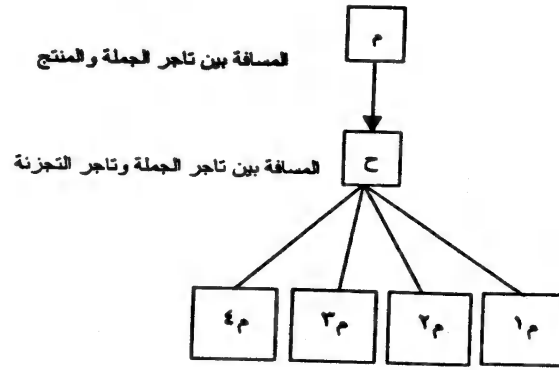 م
المسافة بين تاجر الجملة والمنتج
ح
المسافة بين تاجر الجملة وتاجر التجزئة
م١ م٢ م٣ م٤